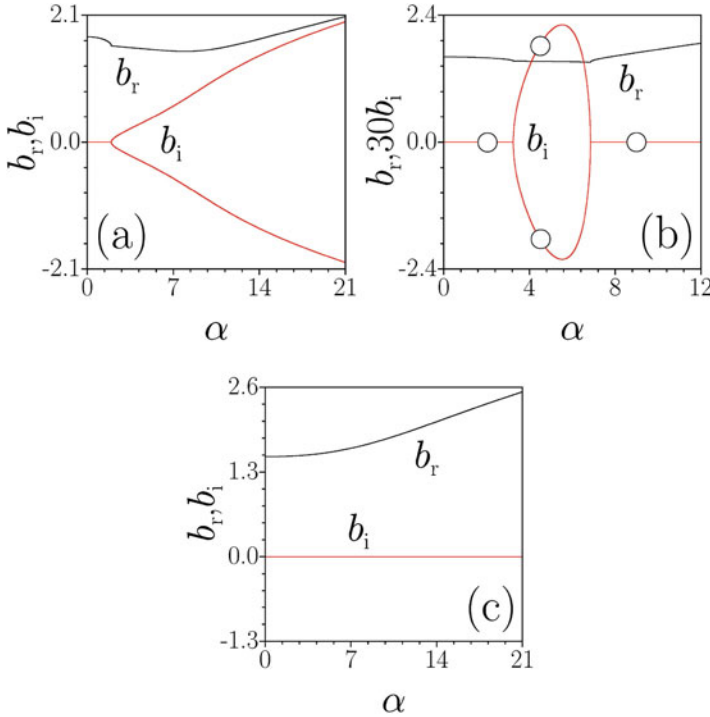 2.1
b_r, b_i
0.0
-2.1
b_r
b_i
(a)
0 7 14 21
α
2.4
b_r, 30b_i
0.0
-2.4
b_r
b_i
(b)
0 4 8 12
α
2.6
b_r, b_i
1.3
0.0
-1.3
b_r
b_i
(c)
0 7 14 21
α